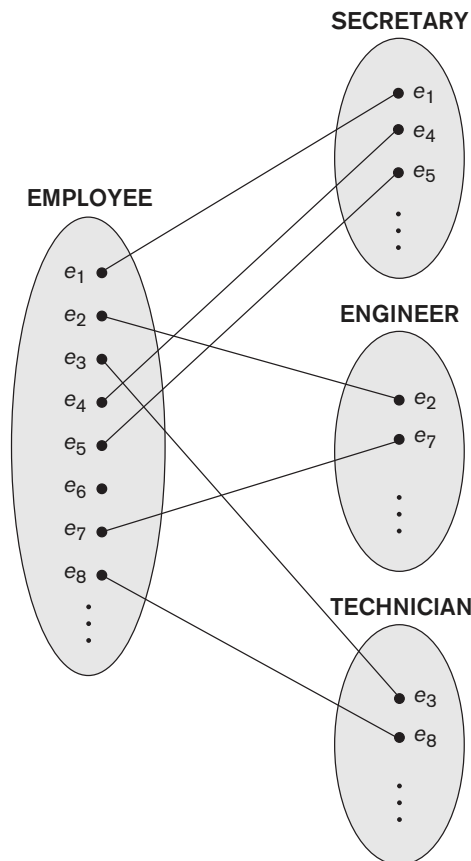 EMPLOYEE
e1
e2
e3
e4
e5
e6
e7
e8
SECRETARY
e1
e4
e5
ENGINEER
e2
e7
TECHNICIAN
e3
e8